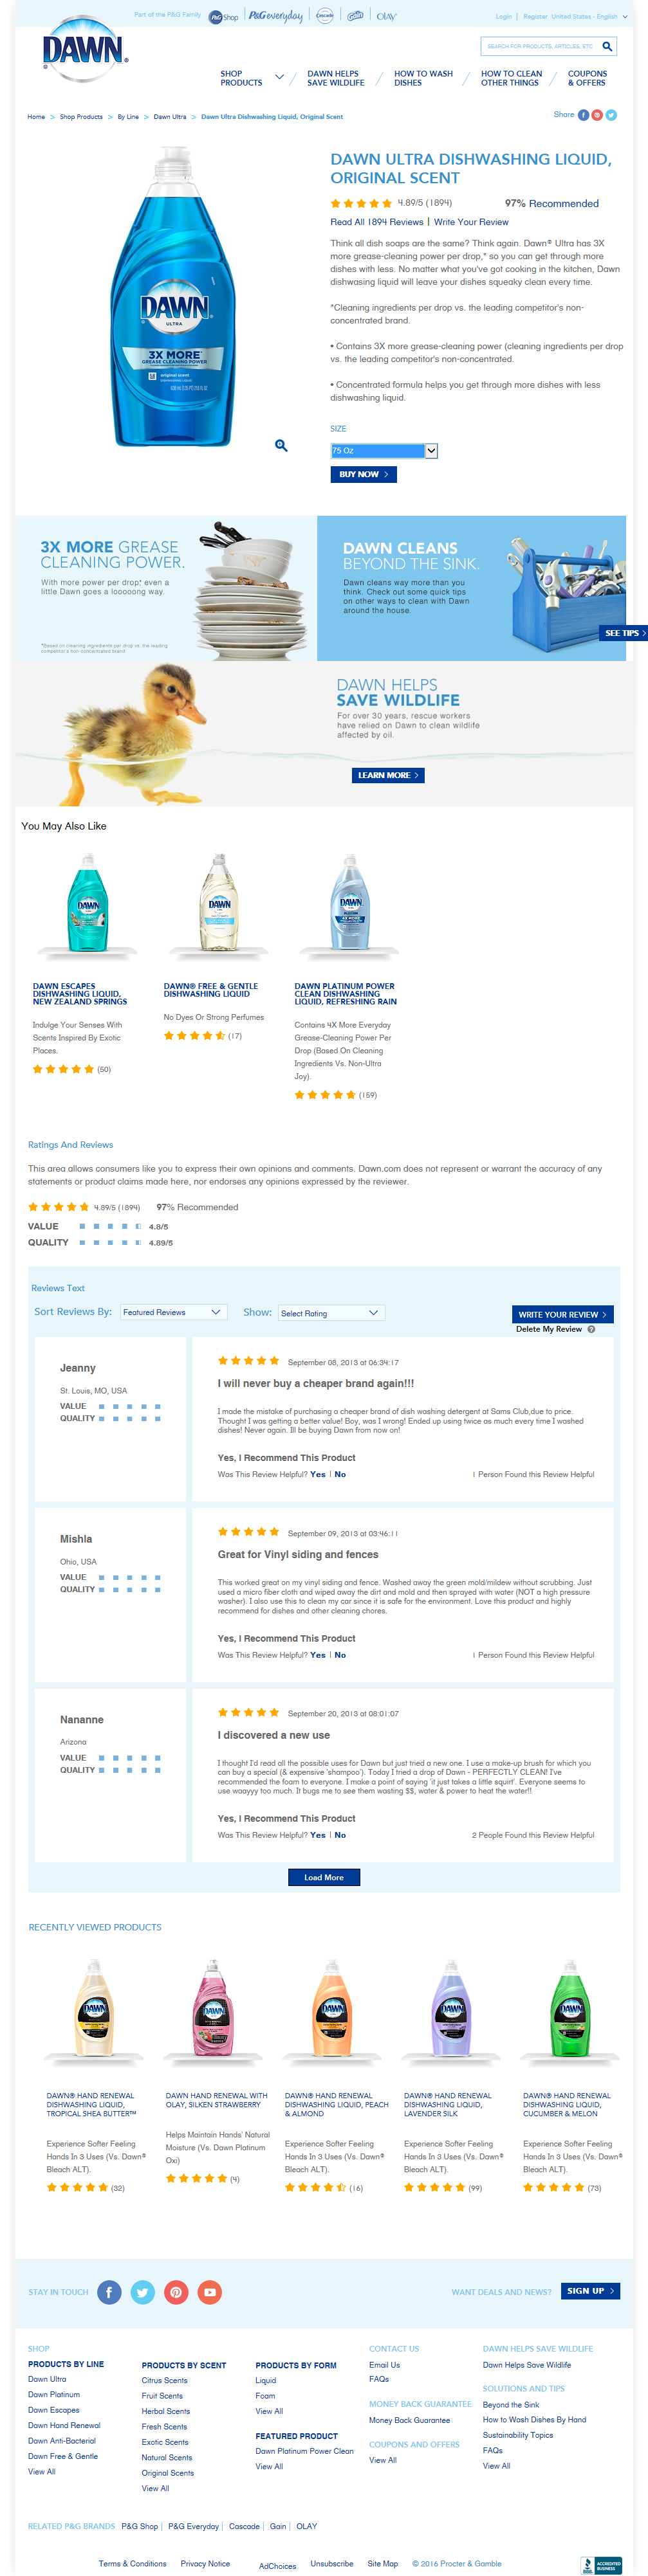 Part of the P&G Family
P&G Shop
P&G everyday
Cascade
Gain
OLAY
Login | Register United States - English
DAWN
SEARCH FOR PRODUCTS, ARTICLES, ETC
SHOP PRODUCTS
DAWN HELPS SAVE WILDLIFE
HOW TO WASH DISHES
HOW TO CLEAN OTHER THINGS
COUPONS & OFFERS
Home > Shop Products > By Line > Dawn Ultra > Dawn Ultra Dishwashing Liquid, Original Scent
Share
DAWN ULTRA DISHWASHING LIQUID,
ORIGINAL SCENT
4.89/5 (1894) 97% Recommended
Read All 1894 Reviews | Write Your Review
Think all dish soaps are the same? Think again. Dawn® Ultra has 3X
more grease-cleaning power per drop,* so you can get through more
dishes with less. No matter what you've got cooking in the kitchen, Dawn
dishwasing liquid will leave your dishes squeaky clean every time.
*Cleaning ingredients per drop vs. the leading competitor's non-
concentrated brand.
• Contains 3X more grease-cleaning power (cleaning ingredients per drop
vs. the leading competitor's non-concentrated.
• Concentrated formula helps you get through more dishes with less
dishwashing liquid.
DAWN
ULTRA
3X MORE
GREASE CLEANING POWER
original scent
SIZE
75 Oz
BUY NOW
3X MORE GREASE
CLEANING POWER.
With more power per drop,* even a
little Dawn goes a looooong way.
*Based on cleaning ingredients per drop vs. the leading
competitor's non-concentrated brand
DAWN CLEANS
BEYOND THE SINK.
Dawn cleans way more than you
think. Check out some quick tips
on other ways to clean with Dawn
around the house.
SEE TIPS
DAWN HELPS
SAVE WILDLIFE
For over 30 years, rescue workers
have relied on Dawn to clean wildlife
affected by oil.
LEARN MORE
You May Also Like
DAWN
DAWN
DAWN
DAWN ESCAPES
DISHWASHING LIQUID,
NEW ZEALAND SPRINGS
Indulge Your Senses With
Scents Inspired By Exotic
Places.
(50)
DAWN® FREE & GENTLE
DISHWASHING LIQUID
No Dyes Or Strong Perfumes
(17)
DAWN PLATINUM POWER
CLEAN DISHWASHING
LIQUID, REFRESHING RAIN
Contains 4X More Everyday
Grease-Cleaning Power Per
Drop (Based On Cleaning
Ingredients Vs. Non-Ultra
Joy).
(159)
Ratings And Reviews
This area allows consumers like you to express their own opinions and comments. Dawn.com does not represent or warrant the accuracy of any
statements or product claims made here, nor endorses any opinions expressed by the reviewer.
4.89/5 (1894) 97% Recommended
VALUE 4.8/5
QUALITY 4.89/5
Reviews Text
Sort Reviews By: Featured Reviews Show: Select Rating
WRITE YOUR REVIEW
Delete My Review ?
Jeanny
St. Louis, MO, USA
VALUE
QUALITY
September 08, 2013 at 06:34:17
I will never buy a cheaper brand again!!!
I made the mistake of purchasing a cheaper brand of dish washing detergent at Sams Club,due to price.
Thought I was getting a better value! Boy, was I wrong! Ended up using twice as much every time I washed
dishes! Never again. Ill be buying Dawn from now on!
Yes, I Recommend This Product
Was This Review Helpful? Yes | No
1 Person Found this Review Helpful
Mishla
Ohio, USA
VALUE
QUALITY
September 09, 2013 at 03:46:11
Great for Vinyl siding and fences
This worked great on my vinyl siding and fence. Washed away the green mold/mildew without scrubbing. Just
used a micro fiber cloth and wiped away the dirt and mold and then sprayed with water (NOT a high pressure
washer). I also use this to clean my car since it is safe for the environment. Love this product and highly
recommend for dishes and other cleaning chores.
Yes, I Recommend This Product
Was This Review Helpful? Yes | No
1 Person Found this Review Helpful
Nananne
Arizona
VALUE
QUALITY
September 20, 2013 at 08:01:07
I discovered a new use
I thought I'd read all the possible uses for Dawn but just tried a new one. I use a make-up brush for which you
can buy a special (& expensive 'shampoo'). Today I tried a drop of Dawn - PERFECTLY CLEAN! I've
recommended the foam to everyone. I make a point of saying 'it just takes a little squirt'. Everyone seems to
use waayyy too much. It bugs me to see them wasting $$, water & power to heat the water!!
Yes, I Recommend This Product
Was This Review Helpful? Yes | No
2 People Found this Review Helpful
Load More
RECENTLY VIEWED PRODUCTS
DAWN
DAWN
DAWN
DAWN
DAWN
DAWN® HAND RENEWAL
DISHWASHING LIQUID,
TROPICAL SHEA BUTTER™
Experience Softer Feeling
Hands In 3 Uses (Vs. Dawn®
Bleach ALT).
(32)
DAWN HAND RENEWAL WITH
OLAY, SILKEN STRAWBERRY
Helps Maintain Hands' Natural
Moisture (Vs. Dawn Platinum
Oxi)
(4)
DAWN® HAND RENEWAL
DISHWASHING LIQUID, PEACH
& ALMOND
Experience Softer Feeling
Hands In 3 Uses (Vs. Dawn®
Bleach ALT).
(16)
DAWN® HAND RENEWAL
DISHWASHING LIQUID,
LAVENDER SILK
Experience Softer Feeling
Hands In 3 Uses (Vs. Dawn®
Bleach ALT).
(99)
DAWN® HAND RENEWAL
DISHWASHING LIQUID,
CUCUMBER & MELON
Experience Softer Feeling
Hands In 3 Uses (Vs. Dawn®
Bleach ALT).
(73)
STAY IN TOUCH
WANT DEALS AND NEWS? SIGN UP
SHOP
PRODUCTS BY LINE
Dawn Ultra
Dawn Platinum
Dawn Escapes
Dawn Hand Renewal
Dawn Anti-Bacterial
Dawn Free & Gentle
View All
PRODUCTS BY SCENT
Citrus Scents
Fruit Scents
Herbal Scents
Fresh Scents
Exotic Scents
Natural Scents
Original Scents
View All
PRODUCTS BY FORM
Liquid
Foam
View All
FEATURED PRODUCT
Dawn Platinum Power Clean
View All
CONTACT US
Email Us
FAQs
MONEY BACK GUARANTEE
Money Back Guarantee
COUPONS AND OFFERS
View All
DAWN HELPS SAVE WILDLIFE
Dawn Helps Save Wildlife
SOLUTIONS AND TIPS
Beyond the Sink
How to Wash Dishes By Hand
Sustainability Topics
FAQs
View All
RELATED P&G BRANDS P&G Shop | P&G Everyday | Cascade | Gain | OLAY
Terms & Conditions Privacy Notice AdChoices Unsubscribe Site Map © 2016 Procter & Gamble
BBB ACCREDITED BUSINESS